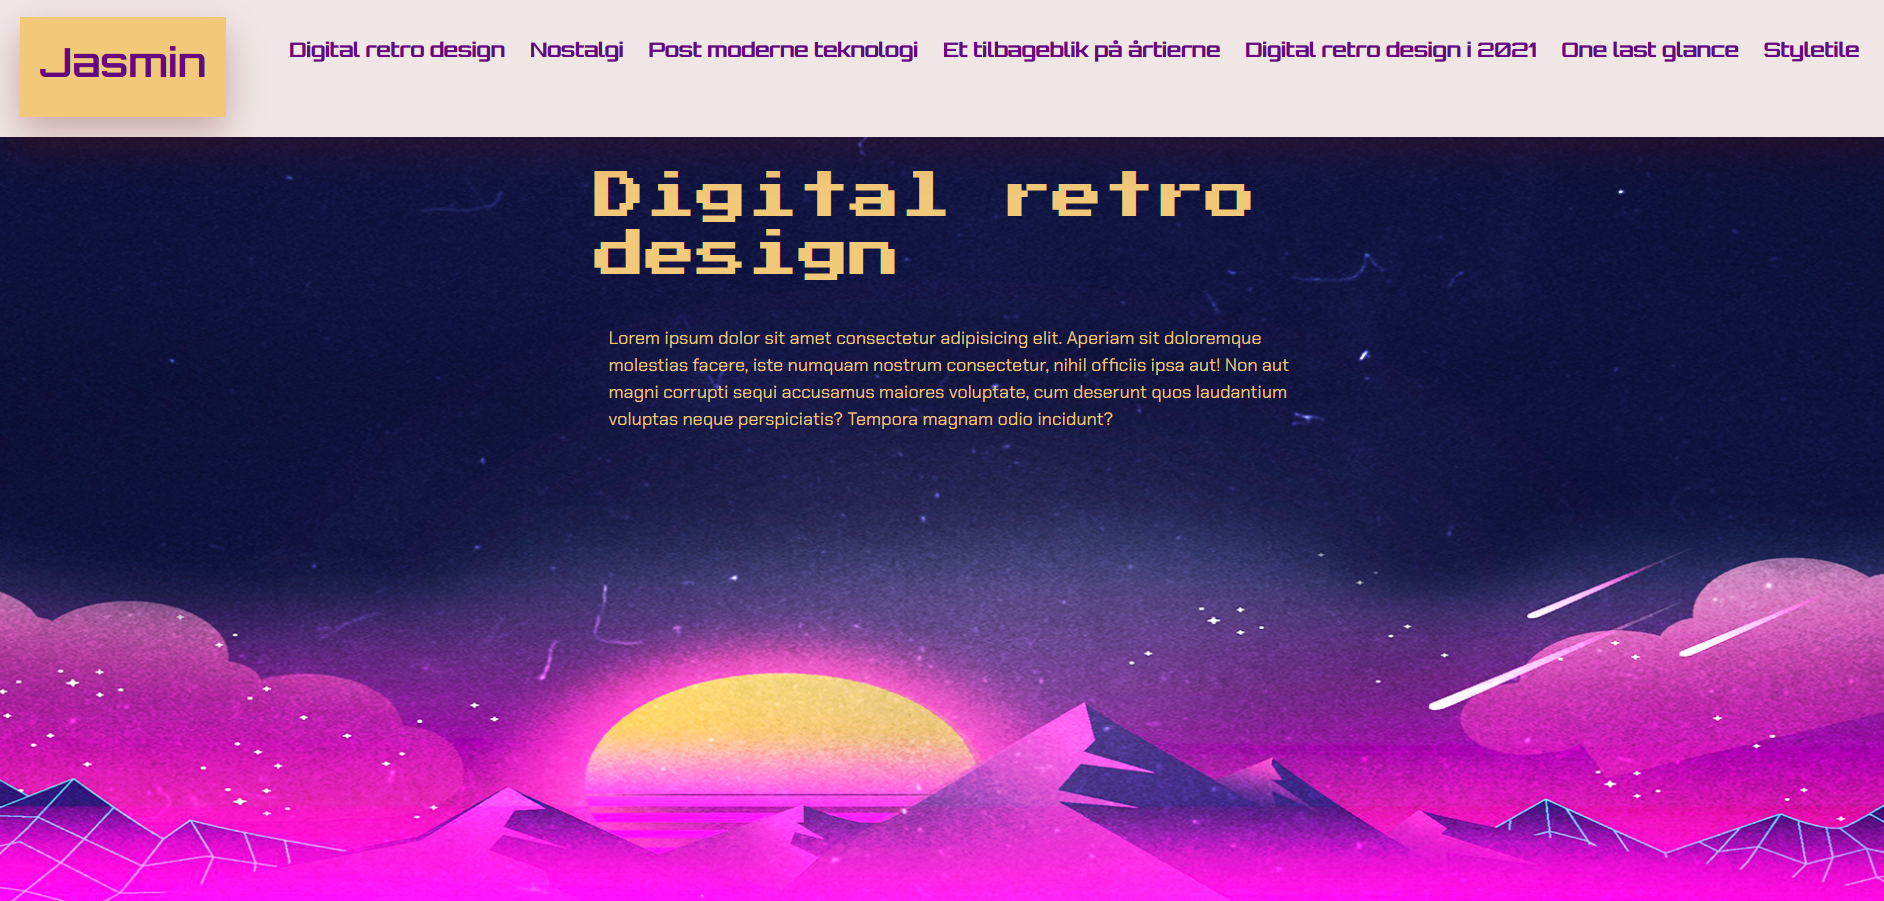 Jasmin
Digital retro design Nostalgi Post moderne teknologi Et tilbageblik på årtierne Digital retro design i 2021 One last glance Styletile
Digital retro
design
Lorem ipsum dolor sit amet consectetur adipisicing elit. Aperiam sit doloremque
molestias facere, iste numquam nostrum consectetur, nihil officiis ipsa aut! Non aut
magni corrupti sequi accusamus maiores voluptate, cum deserunt quos laudantium
voluptas neque perspiciatis? Tempora magnam odio incidunt?